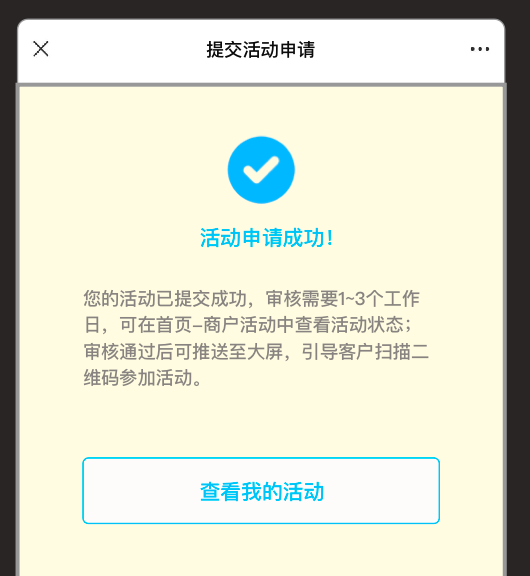 提交活动申请
活动申请成功！
您的活动已提交成功，审核需要1~3个工作
日，可在首页-商户活动中查看活动状态；
审核通过后可推送至大屏，引导客户扫描二
维码参加活动。
查看我的活动